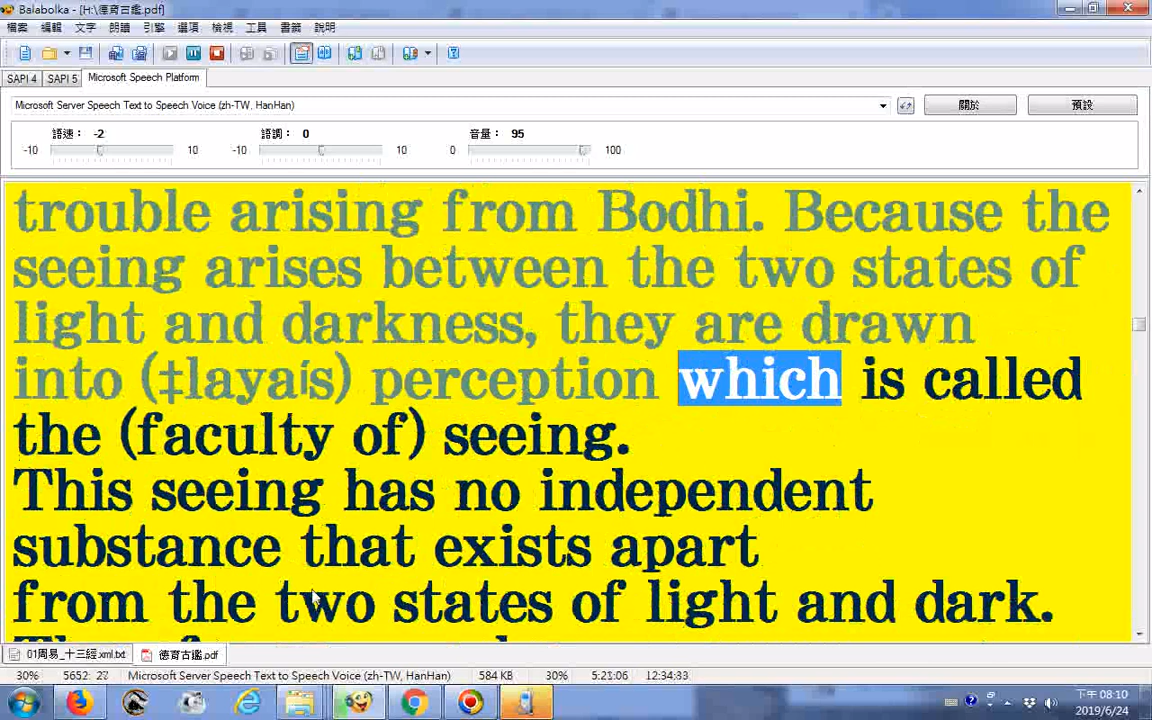 Balabolka - [H:\德育古鑑.pdf]
檔案 編輯 文字 朗讀 引擎 選項 檢視 工具 書籤 說明
SAPI 4 SAPI 5 Microsoft Speech Platform
Microsoft Server Speech Text to Speech Voice (zh-TW, HanHan) 關於 預設
語速： -2 語調： 0 音量： 95
-10 10 -10 10 0 100
trouble arising from Bodhi. Because the
seeing arises between the two states of
light and darkness, they are drawn
into (‡layaís) perception which is called
the (faculty of) seeing.
This seeing has no independent
substance that exists apart
from the two states of light and dark.
01周易_十三經.xml.txt 德育古鑑.pdf
30% 5652: 27 Microsoft Server Speech Text to Speech Voice (zh-TW, HanHan) 584 KB 30% 5:21:06 12:34:33
下午 08:10
2019/6/24